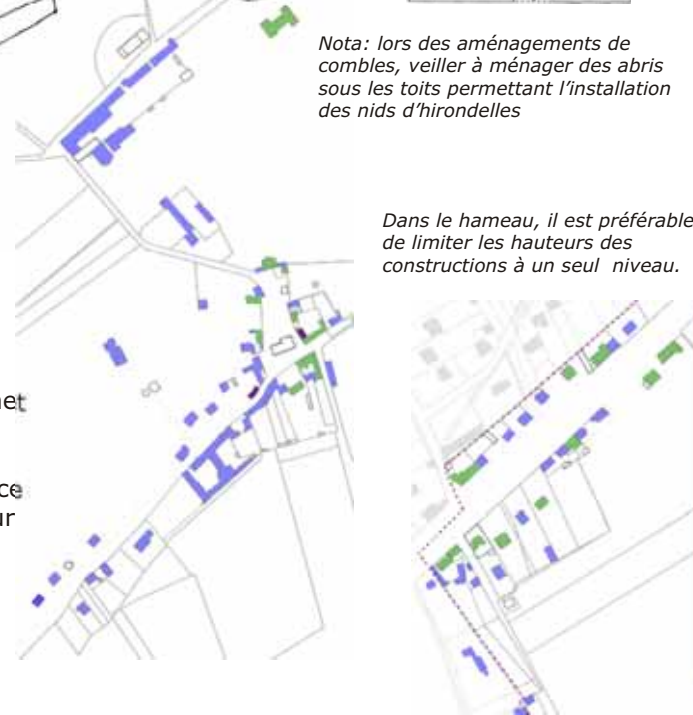 Nota: lors des aménagements de
combles, veiller à ménager des abris
sous les toits permettant l’installation
des nids d’hirondelles
Dans le hameau, il est préférable
de limiter les hauteurs des
constructions à un seul  niveau.